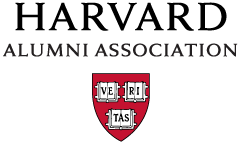 HARVARD
ALUMNI ASSOCIATION
VE RI
TAS